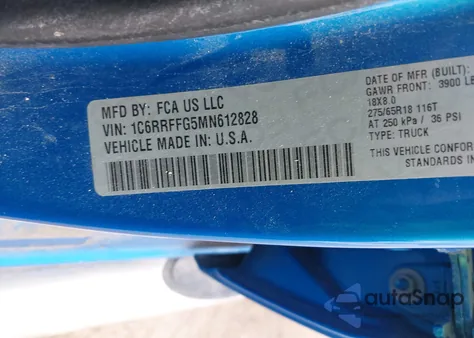 MFD BY: FCA US LLC
VIN: 1C6RRFFG5MN612828
VEHICLE MADE IN U.S.A.
DATE OF MFR (BUILT):
GAWR FRONT: 3900 LB
18X8.0
275/65R18 116T
AT 250 kPa / 36 PSI
TYPE: TRUCK
THIS VEHICLE CONFOR
STANDARDS IN
autoSnap